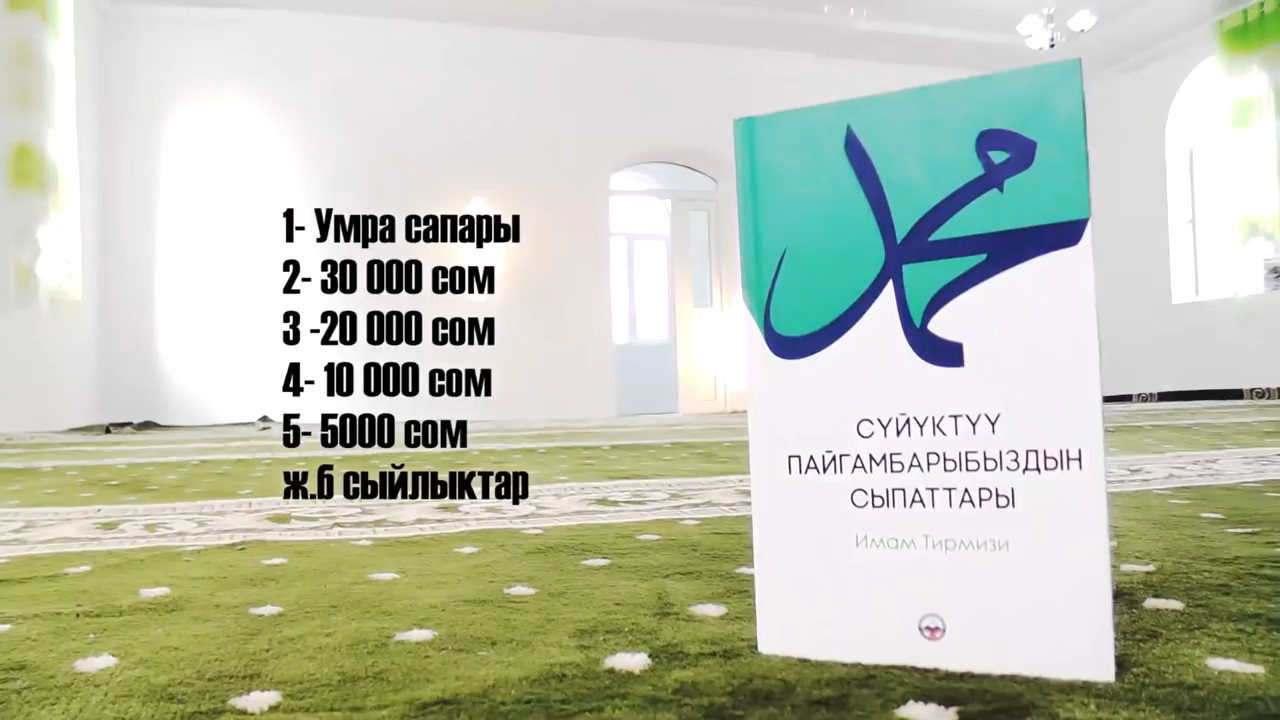 1- Умра сапары
2- 30 000 сом
3 -20 000 сом
4- 10 000 сом
5- 5000 сом
ж.б сыйлыктар
محمد
СҮЙҮКТҮҮ
ПАЙГАМБАРЫБЫЗДЫН
СЫПАТТАРЫ
Имам Тирмизи